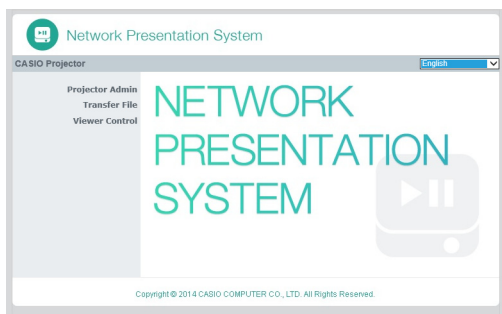 Network Presentation System
CASIO Projector
English
Projector Admin
Transfer File
Viewer Control
NETWORK
PRESENTATION
SYSTEM
Copyright © 2014 CASIO COMPUTER CO., LTD. All Rights Reserved.